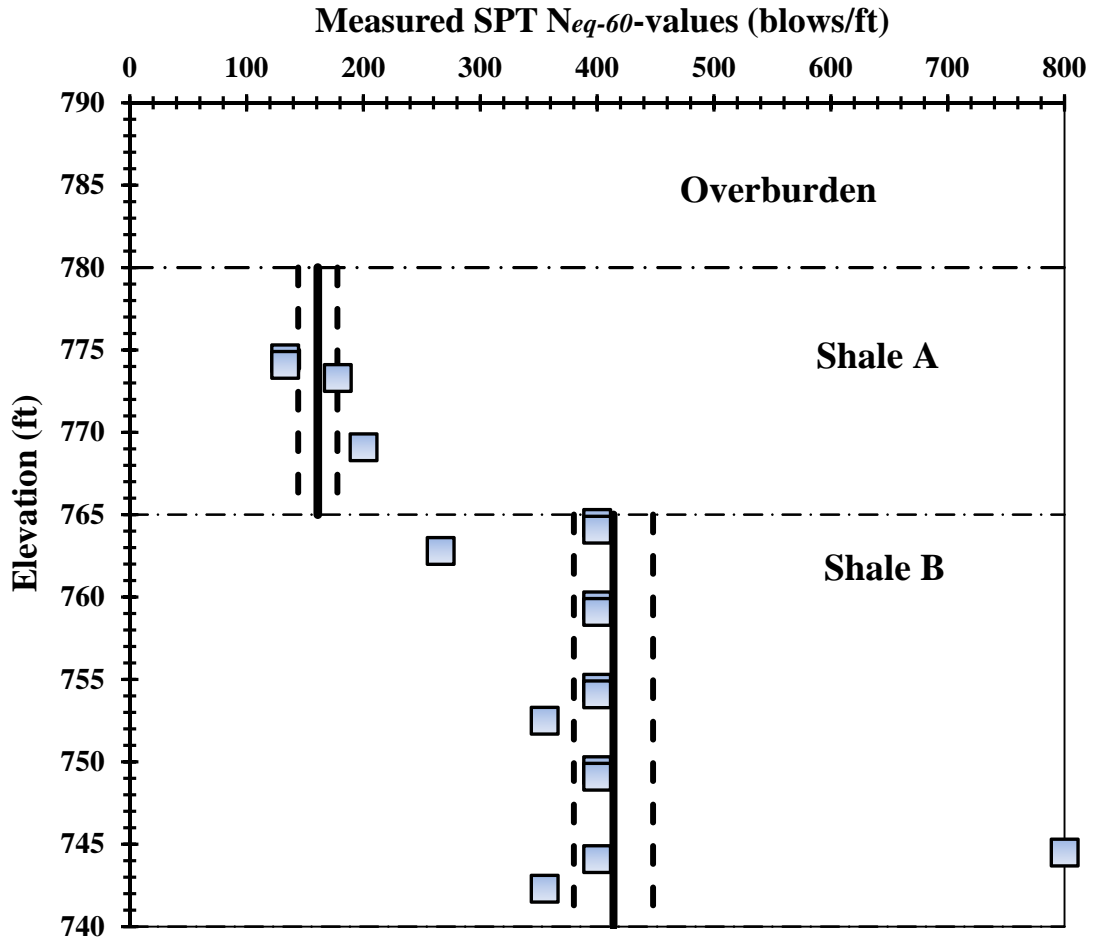 Measured SPT Neq-60-values (blows/ft)
0 100 200 300 400 500 600 700 800
790
785
Overburden
780
775
Shale A
770
765
Shale B
760
755
750
745
740
Elevation (ft)